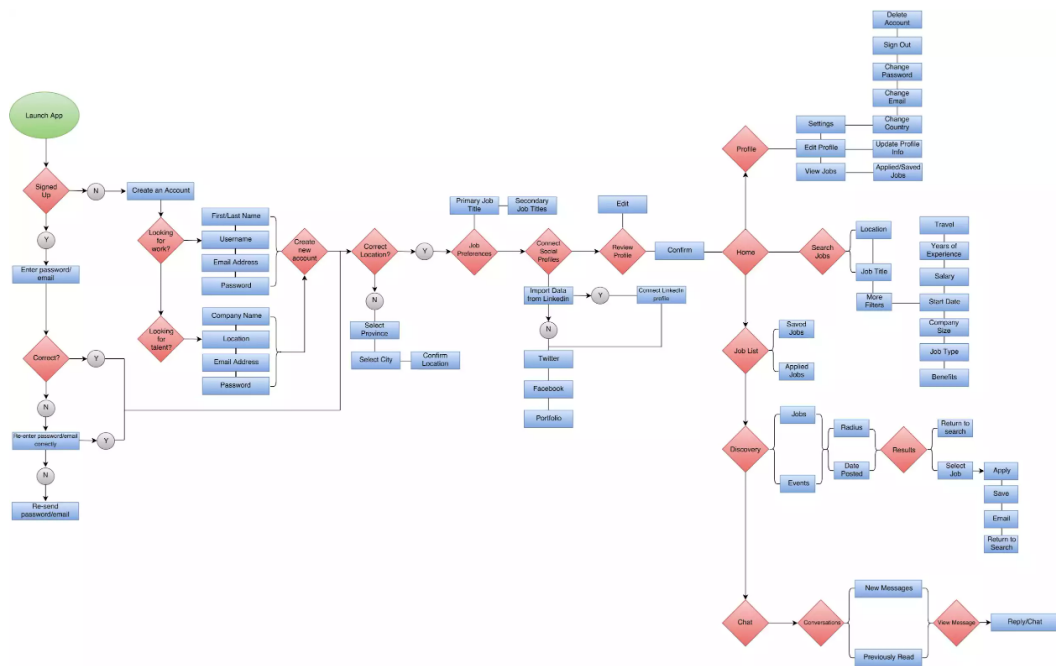 Launch App
Signed
Up
N
Create an Account
Y
Enter password/
email
Correct?
Y
N
Re-enter password/email
correctly
Y
N
Re-send
password/email
Looking
for
work?
Looking
for
talent?
First/Last Name
Username
Email Address
Password
Company Name
Location
Email Address
Password
Create
new
account
Correct
Location?
Y
N
Select
Province
Select City
Confirm
Location
Primary Job
Title
Secondary
Job Titles
Job
Preferences
Connect
Social
Profiles
Import Data
from Linkedin
Y
Connect LinkedIn
profile
N
Twitter
Facebook
Portfolio
Edit
Review
Profile
Confirm
Home
Profile
Settings
Edit Profile
View Jobs
Delete
Account
Sign Out
Change
Password
Change
Email
Change
Country
Update Profile
Info
Applied/Saved
Jobs
Search
Jobs
Location
Job Title
More
Filters
Travel
Years of
Experience
Salary
Start Date
Company
Size
Job Type
Benefits
Job List
Saved
Jobs
Applied
Jobs
Discovery
Jobs
Events
Radius
Date
Posted
Results
Return to
search
Select
Job
Apply
Save
Email
Return to
Search
Chat
Conversations
New Messages
Previously Read
View Message
Reply/Chat